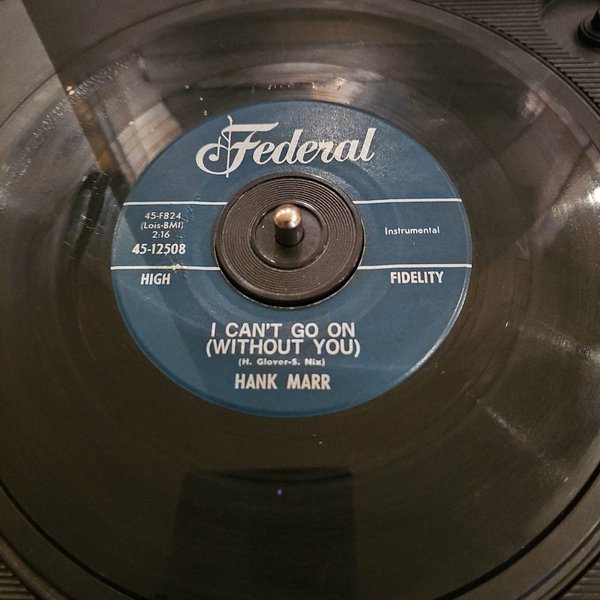 Federal
45-F824
(Lois-BMI)
2:16
45-12508
Instrumental
HIGH FIDELITY
I CAN'T GO ON
(WITHOUT YOU)
(H. Glover-S. Nix)
HANK MARR